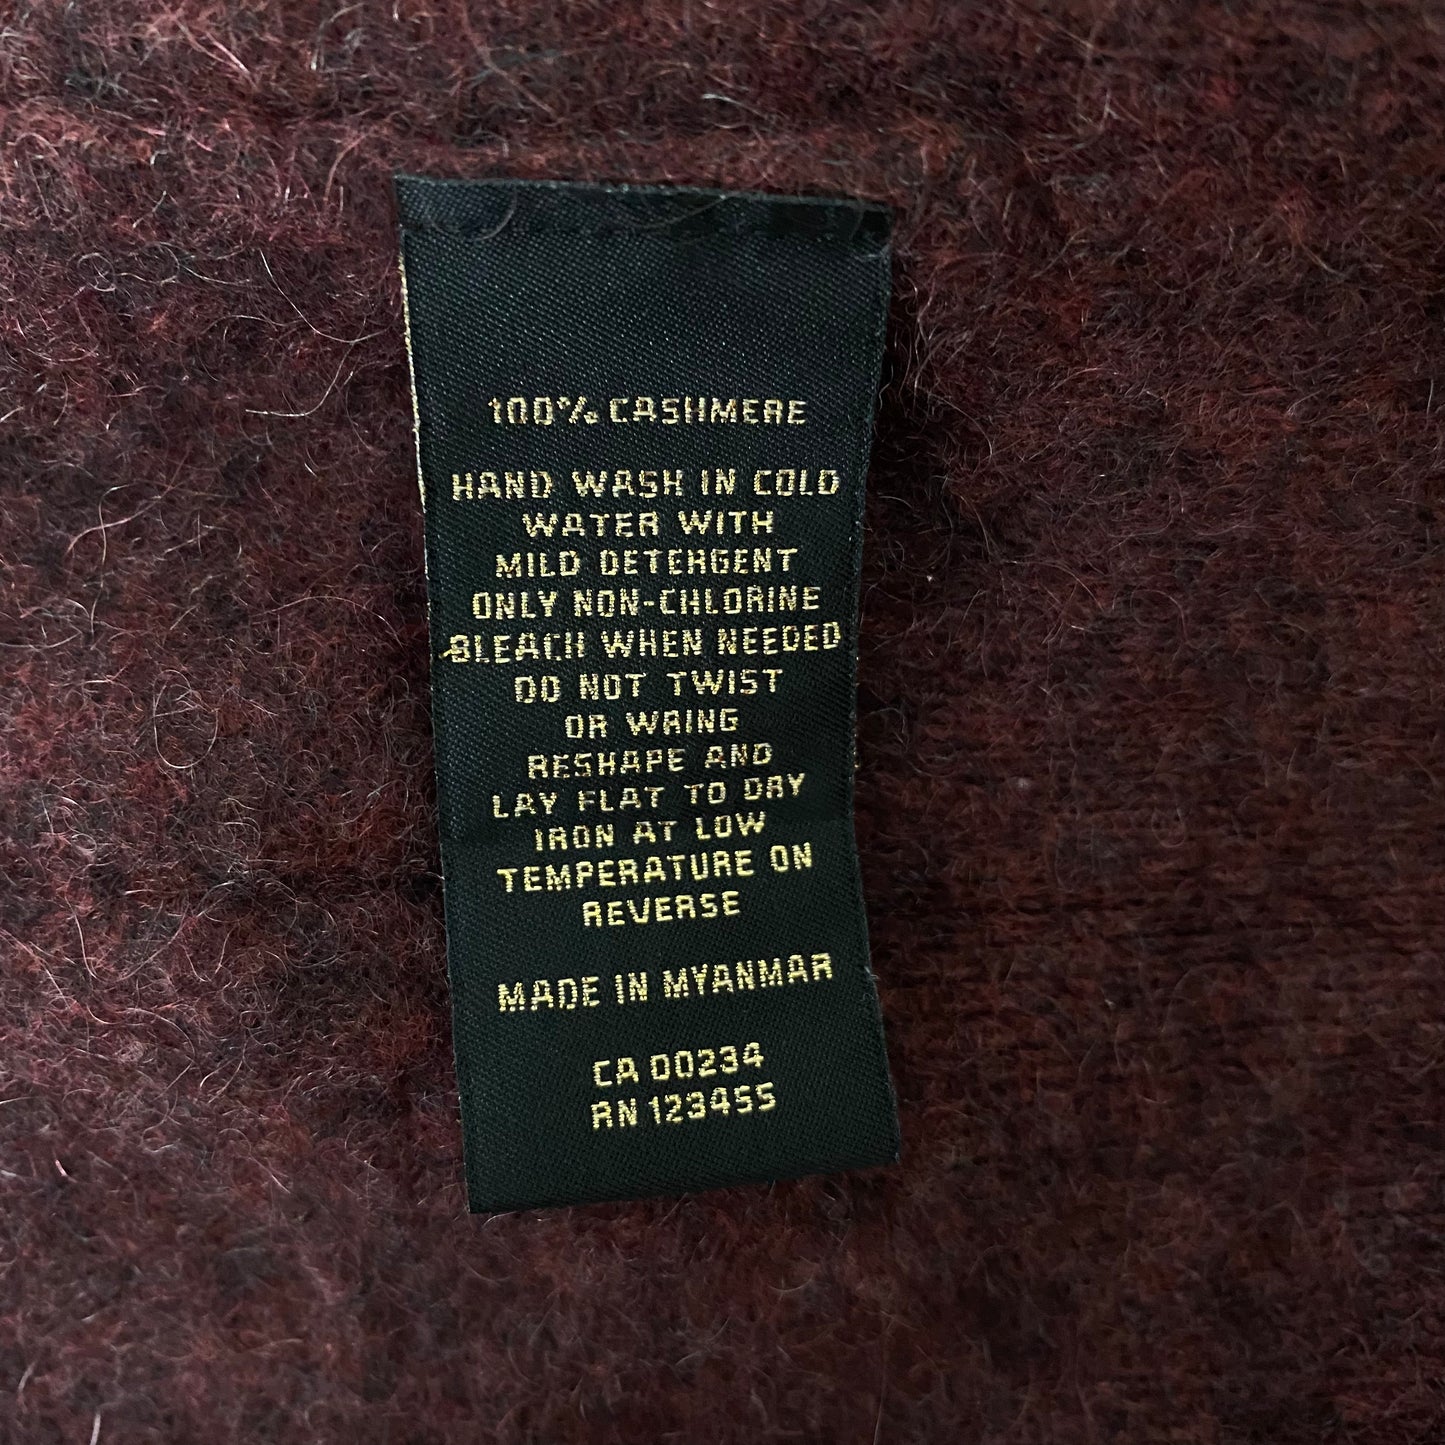 100% CASHMERE
HAND WASH IN COLD
WATER WITH
MILD DETERGENT
ONLY NON-CHLORINE
BLEACH WHEN NEEDED
DO NOT TWIST
OR WRING
RESHAPE AND
LAY FLAT TO DRY
IRON AT LOW
TEMPERATURE ON
REVERSE
MADE IN MYANMAR
CA 00234
RN 123455